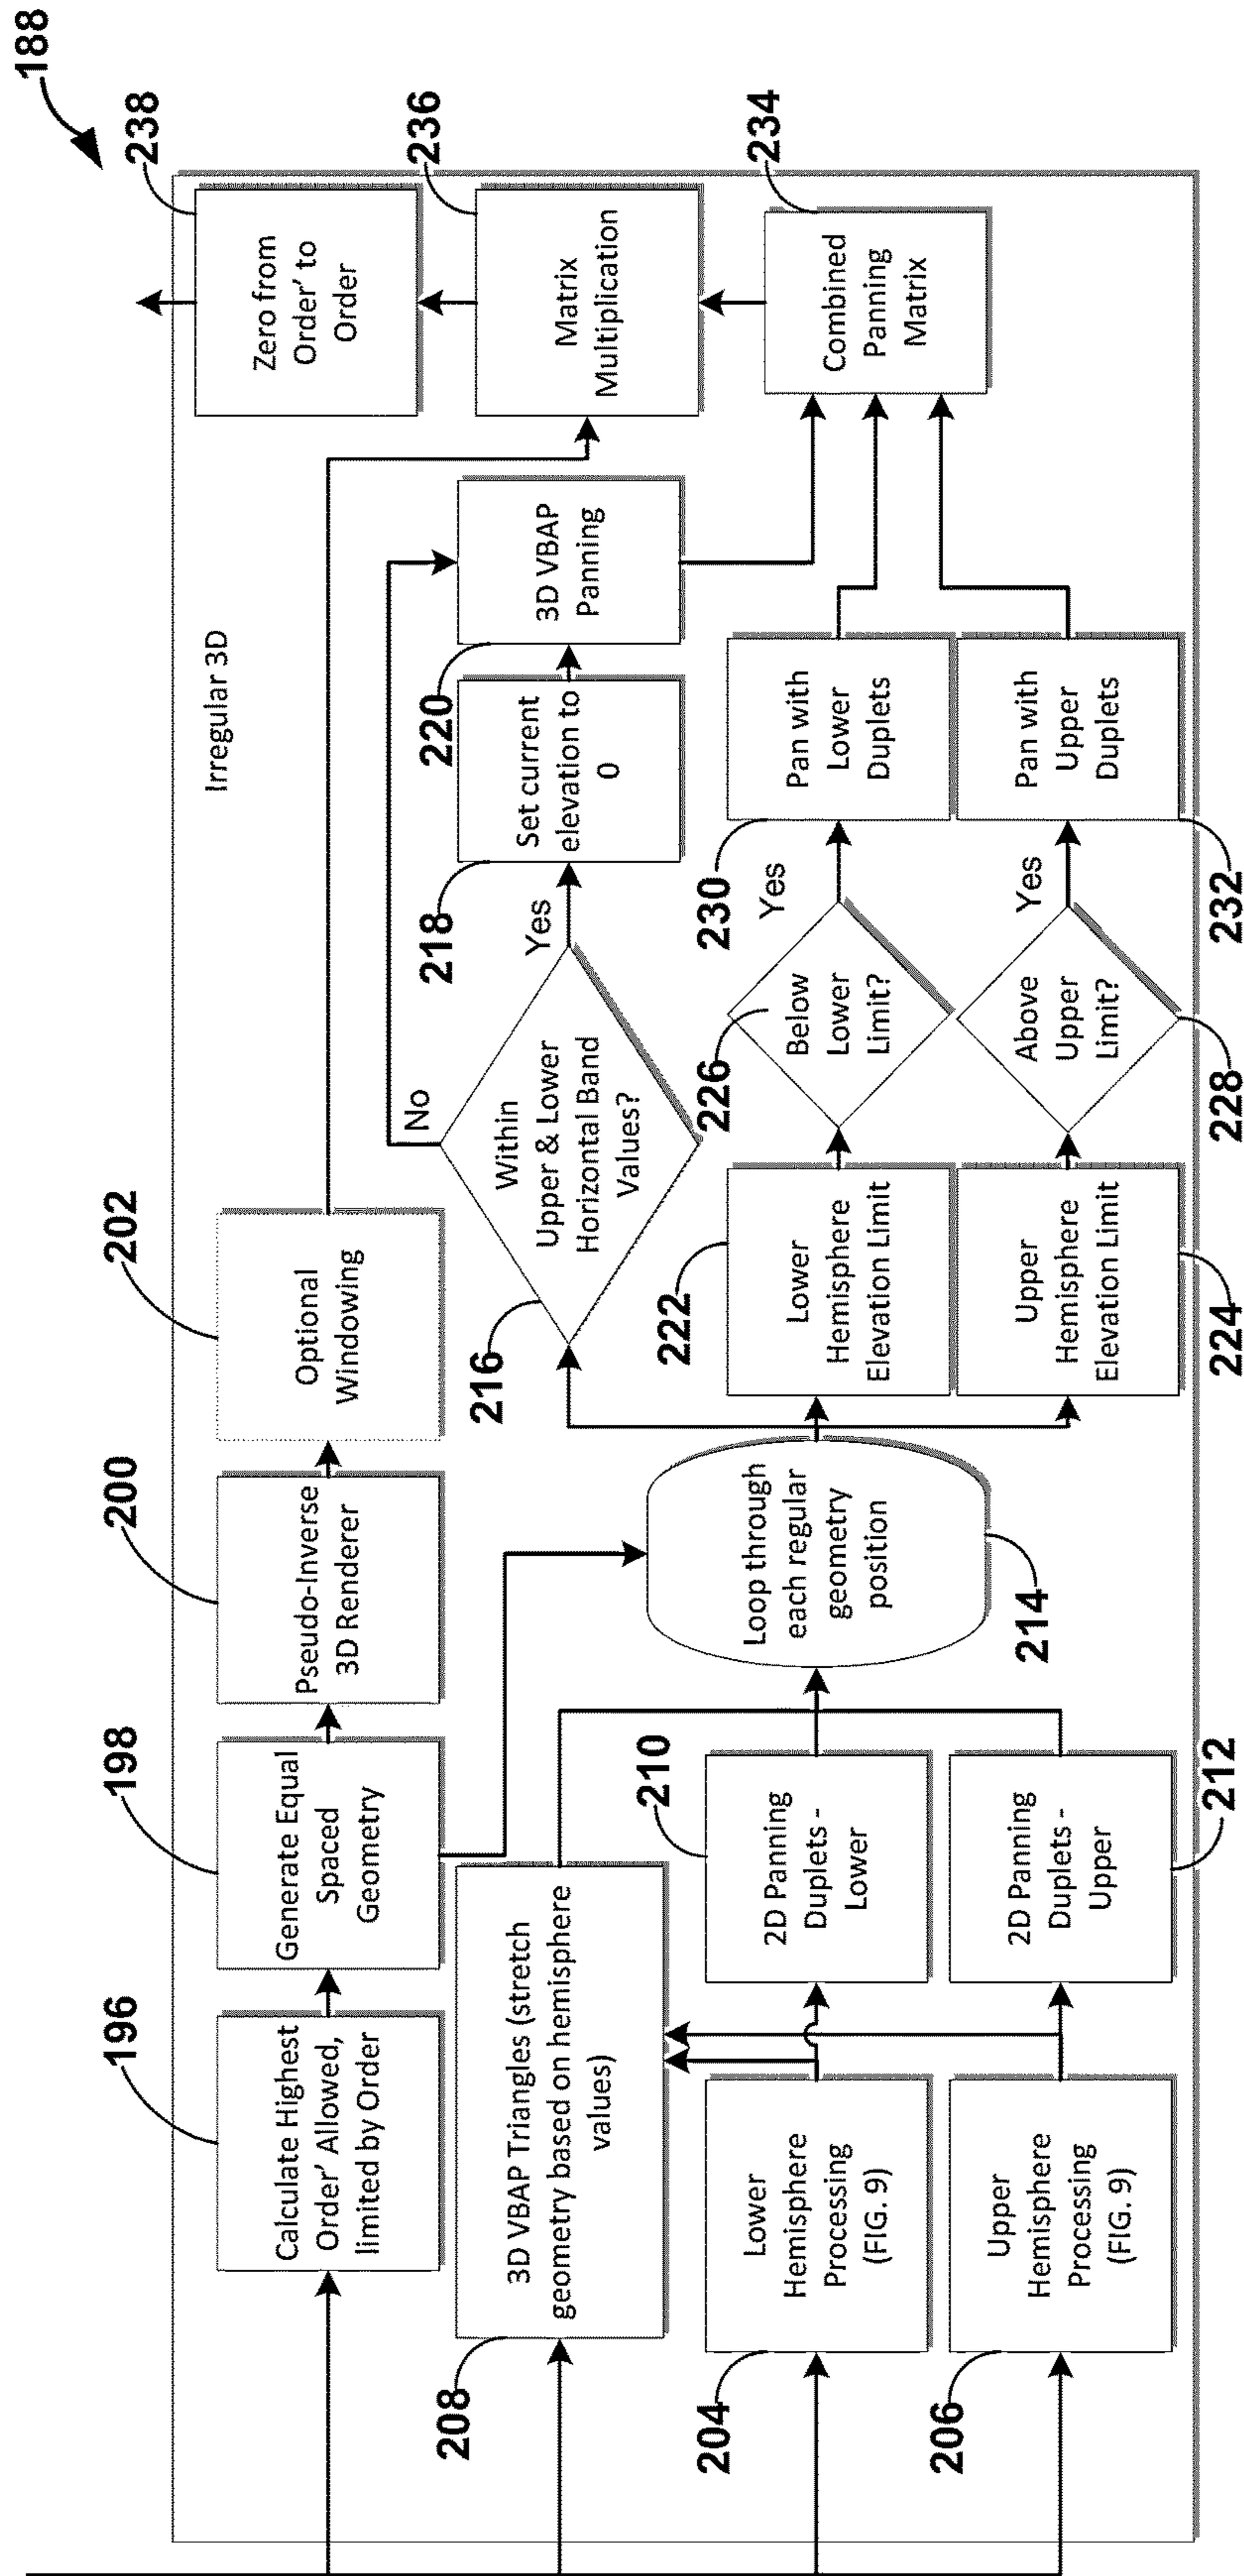 188
Irregular 3D
196
Calculate Highest
Order' Allowed,
limited by Order
198
Generate Equal
Spaced
Geometry
200
Pseudo-Inverse
3D Renderer
202
Optional
Windowing
208
3D VBAP Triangles (stretch
geometry based on hemisphere
values)
204
Lower
Hemisphere
Processing
(FIG. 9)
206
Upper
Hemisphere
Processing
(FIG. 9)
210
2D Panning
Duplets -
Lower
212
2D Panning
Duplets -
Upper
214
Loop through
each regular
geometry
position
216
Within
Upper & Lower
Horizontal Band
Values?
No
Yes
218
Set current
elevation to
0
220
3D VBAP
Panning
222
Lower
Hemisphere
Elevation Limit
224
Upper
Hemisphere
Elevation Limit
226
Below
Lower
Limit?
Yes
228
Above
Upper
Limit?
Yes
230
Pan with
Lower
Duplets
232
Pan with
Upper
Duplets
234
Combined
Panning
Matrix
236
Matrix
Multiplication
238
Zero from
Order' to
Order